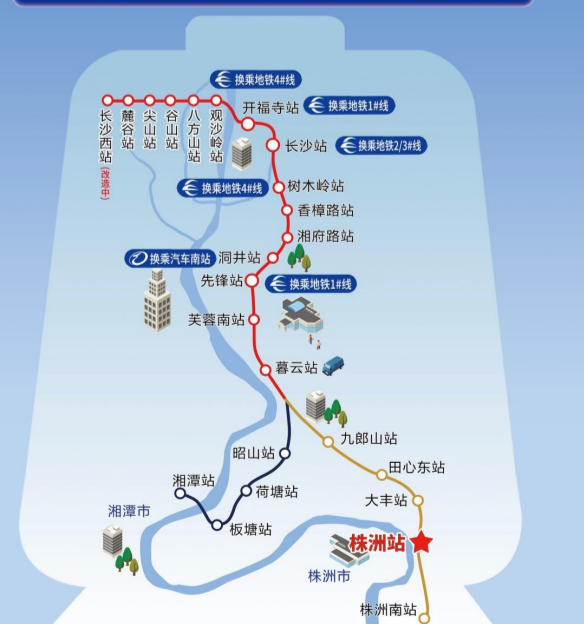 换乘地铁4#线
开福寺站
换乘地铁1#线
长沙西站
(改造中)
麓谷站
尖山站
谷山站
八方山站
观沙岭站
长沙站
换乘地铁2/3#线
换乘地铁4#线
树木岭站
香樟路站
湘府路站
换乘汽车南站
洞井站
先锋站
换乘地铁1#线
芙蓉南站
暮云站
九郎山站
昭山站
田心东站
湘潭站
荷塘站
大丰站
湘潭市
板塘站
株洲站
株洲市
株洲南站